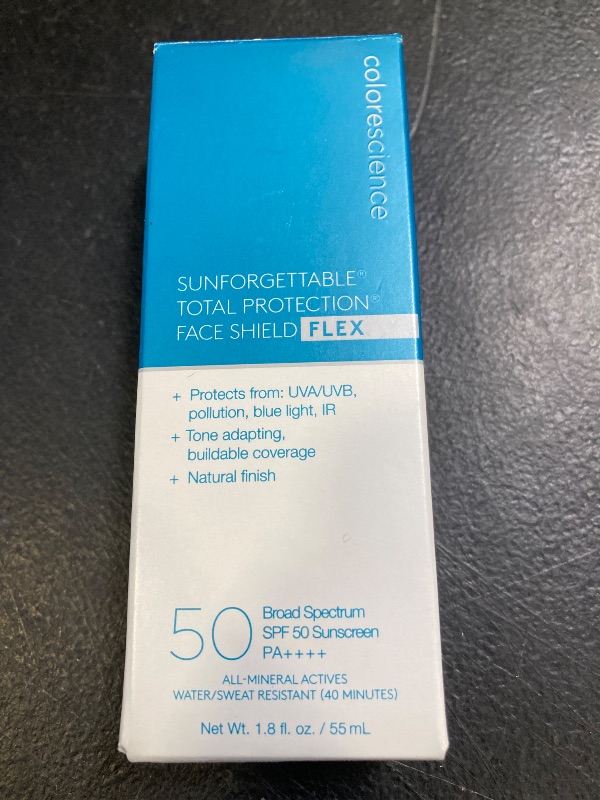 colorescience
SUNFORGETTABLE®
TOTAL PROTECTION®
FACE SHIELD FLEX
+ Protects from: UVA/UVB,
pollution, blue light, IR
+ Tone adapting,
buildable coverage
+ Natural finish
50
Broad Spectrum
SPF 50 Sunscreen
PA++++
ALL-MINERAL ACTIVES
WATER/SWEAT RESISTANT (40 MINUTES)
Net Wt. 1.8 fl. oz. / 55 mL